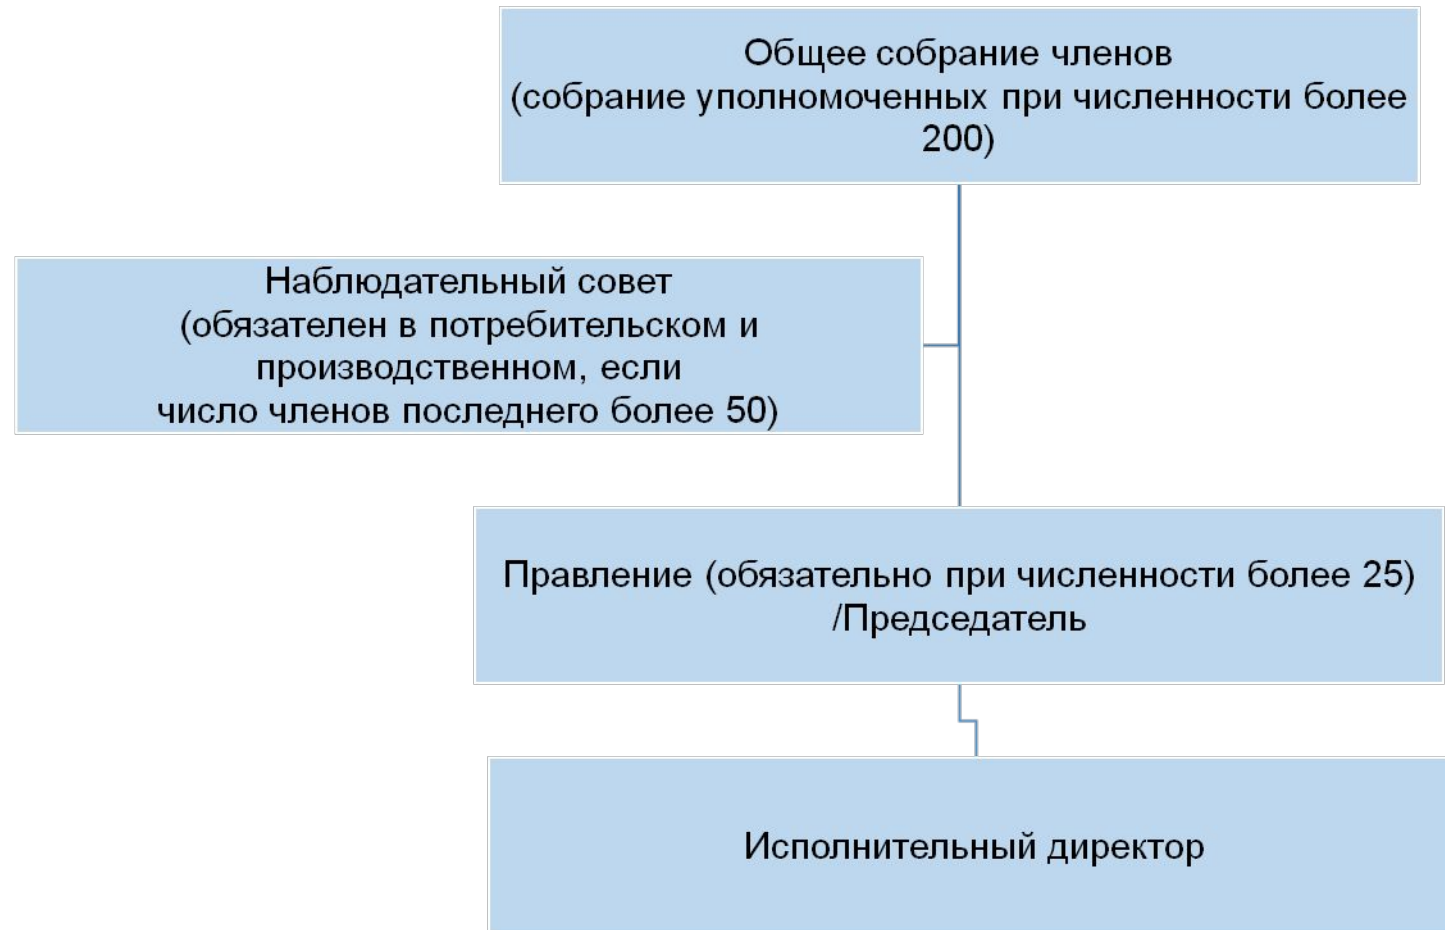 Общее собрание членов
(собрание уполномоченных при численности более
200)
Наблюдательный совет
(обязателен в потребительском и
производственном, если
число членов последнего более 50)
Правление (обязательно при численности более 25)
/Председатель
Исполнительный директор